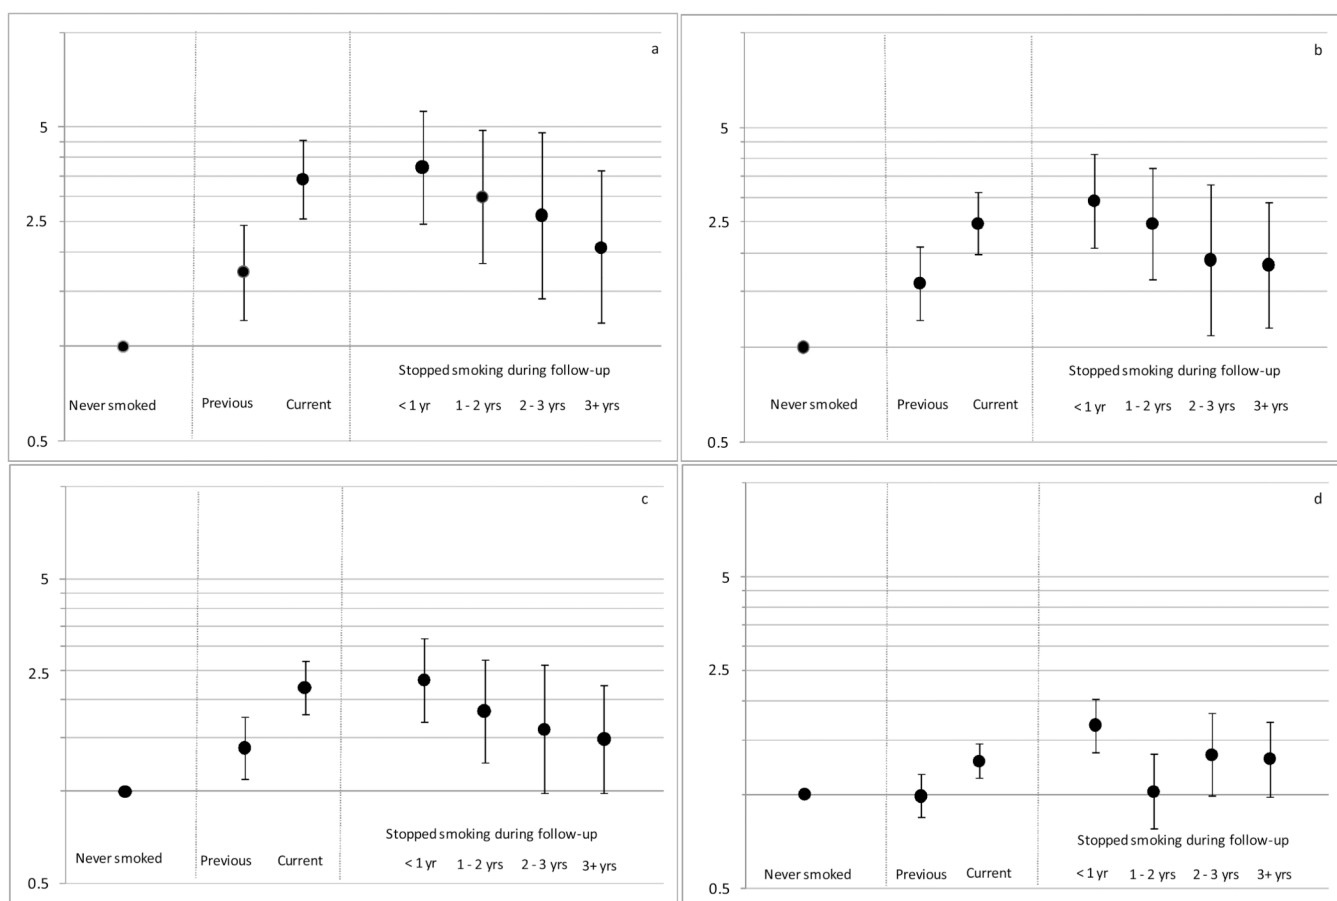 a
5
2.5
Stopped smoking during follow-up
Never smoked Previous Current < 1 yr 1 - 2 yrs 2 - 3 yrs 3+ yrs
0.5
b
5
2.5
Stopped smoking during follow-up
Never smoked Previous Current < 1 yr 1 - 2 yrs 2 - 3 yrs 3+ yrs
0.5
c
5
2.5
Stopped smoking during follow-up
Never smoked Previous Current < 1 yr 1 - 2 yrs 2 - 3 yrs 3+ yrs
0.5
d
5
2.5
Stopped smoking during follow-up
Never smoked Previous Current < 1 yr 1 - 2 yrs 2 - 3 yrs 3+ yrs
0.5